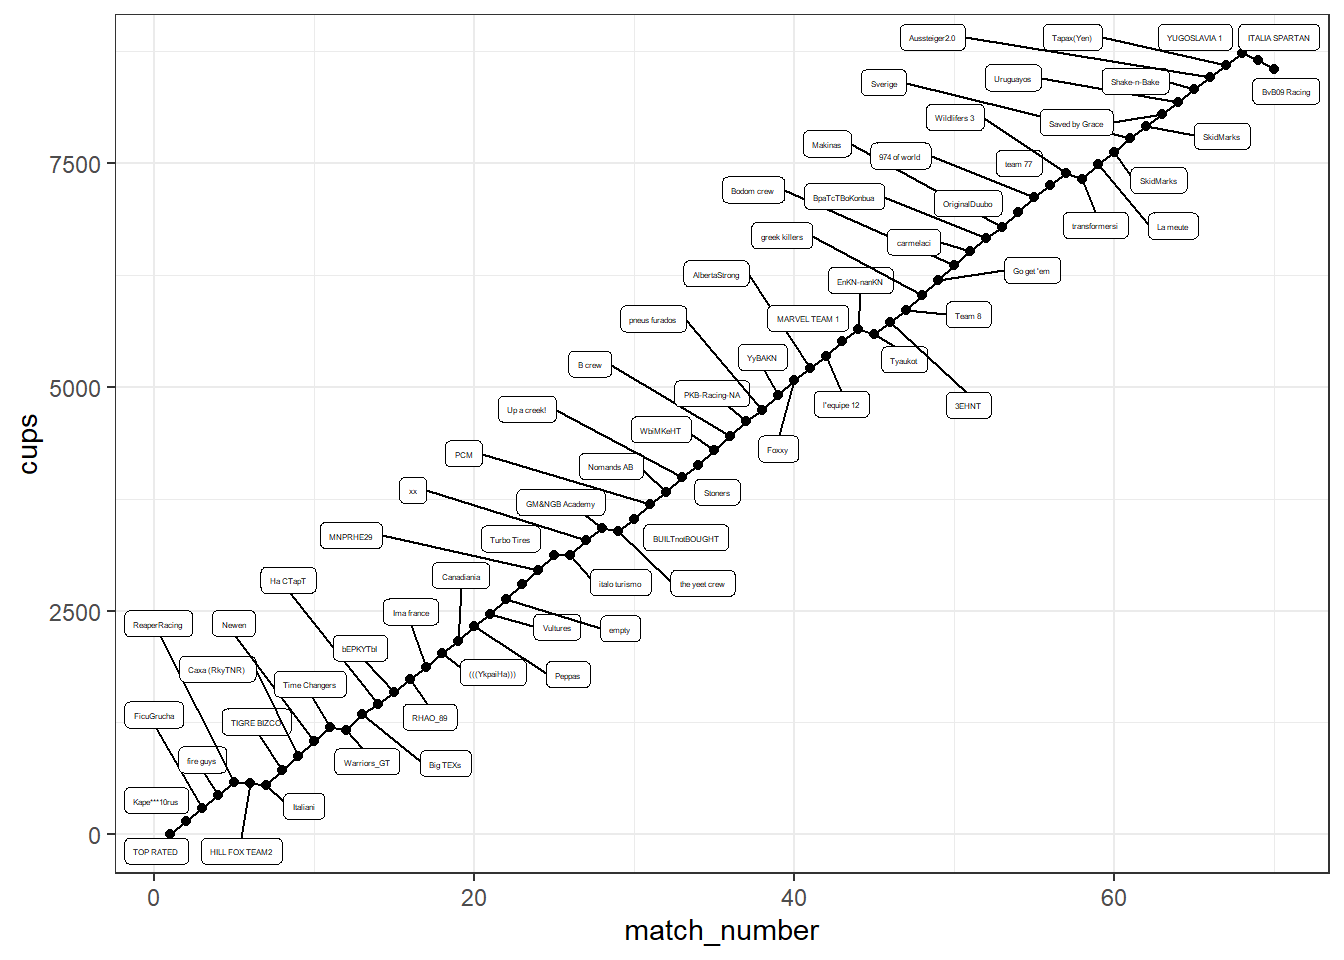 Aussteiger2.0
Tapax(Yen)
YUGOSLAVIA 1
ITALIA SPARTAN
Sverige
Uruguayos
Shake-n-Bake
BvB09 Racing
Wildlifers 3
Saved by Grace
SkidMarks
Makinas
974 of world
team 77
SkidMarks
7500
Bodom crew
BpaTcTBoKonbua
OriginalDuubo
transformersi
La meute
greek killers
carmelaci
AlbertaStrong
EnKN-nanKN
Go get 'em
pneus furados
MARVEL TEAM 1
Team 8
B crew
YyBAKN
Tyaukot
5000
PKB-Racing-NA
l'equipe 12
3EHNT
Up a creek!
WbiMKeHT
Foxxy
cups
PCM
Nomands AB
Stoners
xx
GM&NGB Academy
MNPRHE29
Turbo Tires
BUILTnotBOUGHT
Ha CTapT
Canadiania
italo turismo
the yeet crew
2500
ReaperRacing
Newen
Ima france
Vultures
empty
Caxa (RkyTNR)
bEPKYTbI
Time Changers
(((YkpaiHa)))
Peppas
FicuGrucha
TIGRE BIZCO
RHAO_89
fire guys
Warriors_GT
Big TEXs
Kape***10rus
Italiani
0
TOP RATED
HILL FOX TEAM2
0
20
40
60
match_number